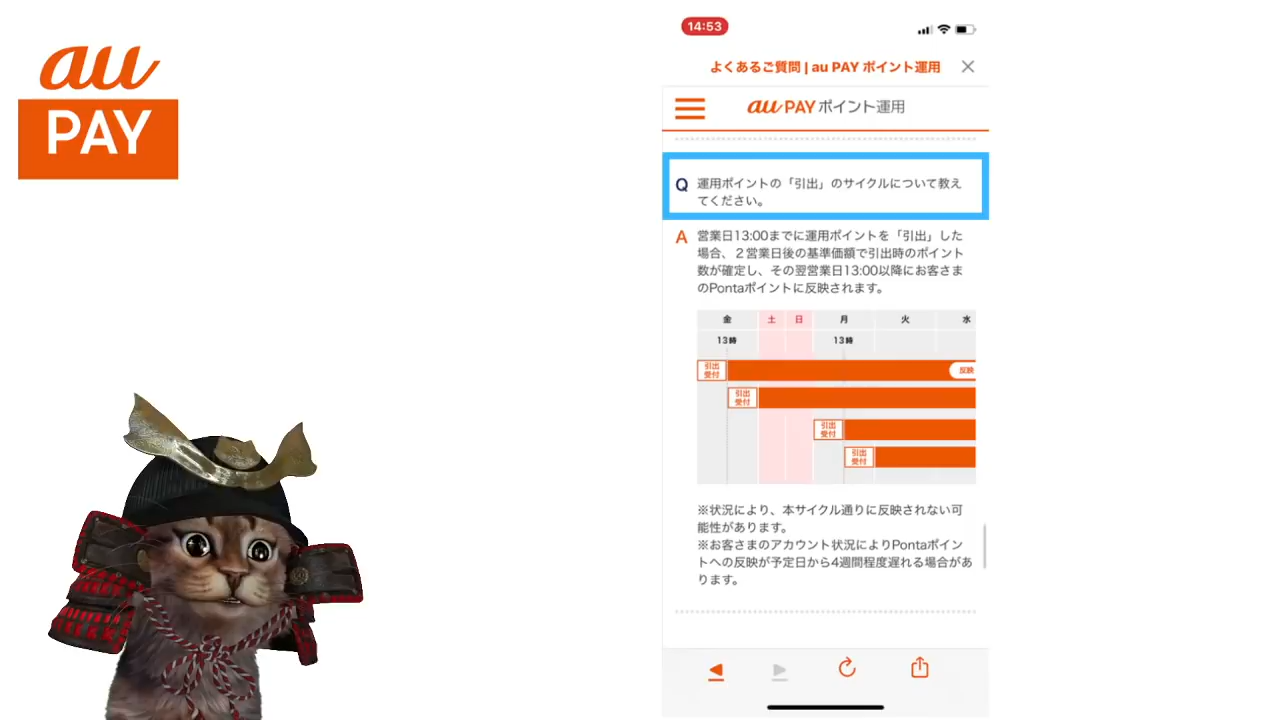 au
PAY
14:53
よくあるご質問 | au PAY ポイント運用
au PAY ポイント運用
Q 運用ポイントの「引出」のサイクルについて教え
てください。
A 営業日13:00までに運用ポイントを「引出」した
場合、２営業日後の基準価額で引出時のポイント
数が確定し、その翌営業日13:00以降にお客さま
のPontaポイントに反映されます。
金 土 日 月 火 水
13時 13時
引出
受付
反映
引出
受付
引出
受付
引出
受付
※状況により、本サイクル通りに反映されない可
能性があります。
※お客さまのアカウント状況によりPontaポイン
トへの反映が予定日から4週間程度遅れる場合があ
ります。